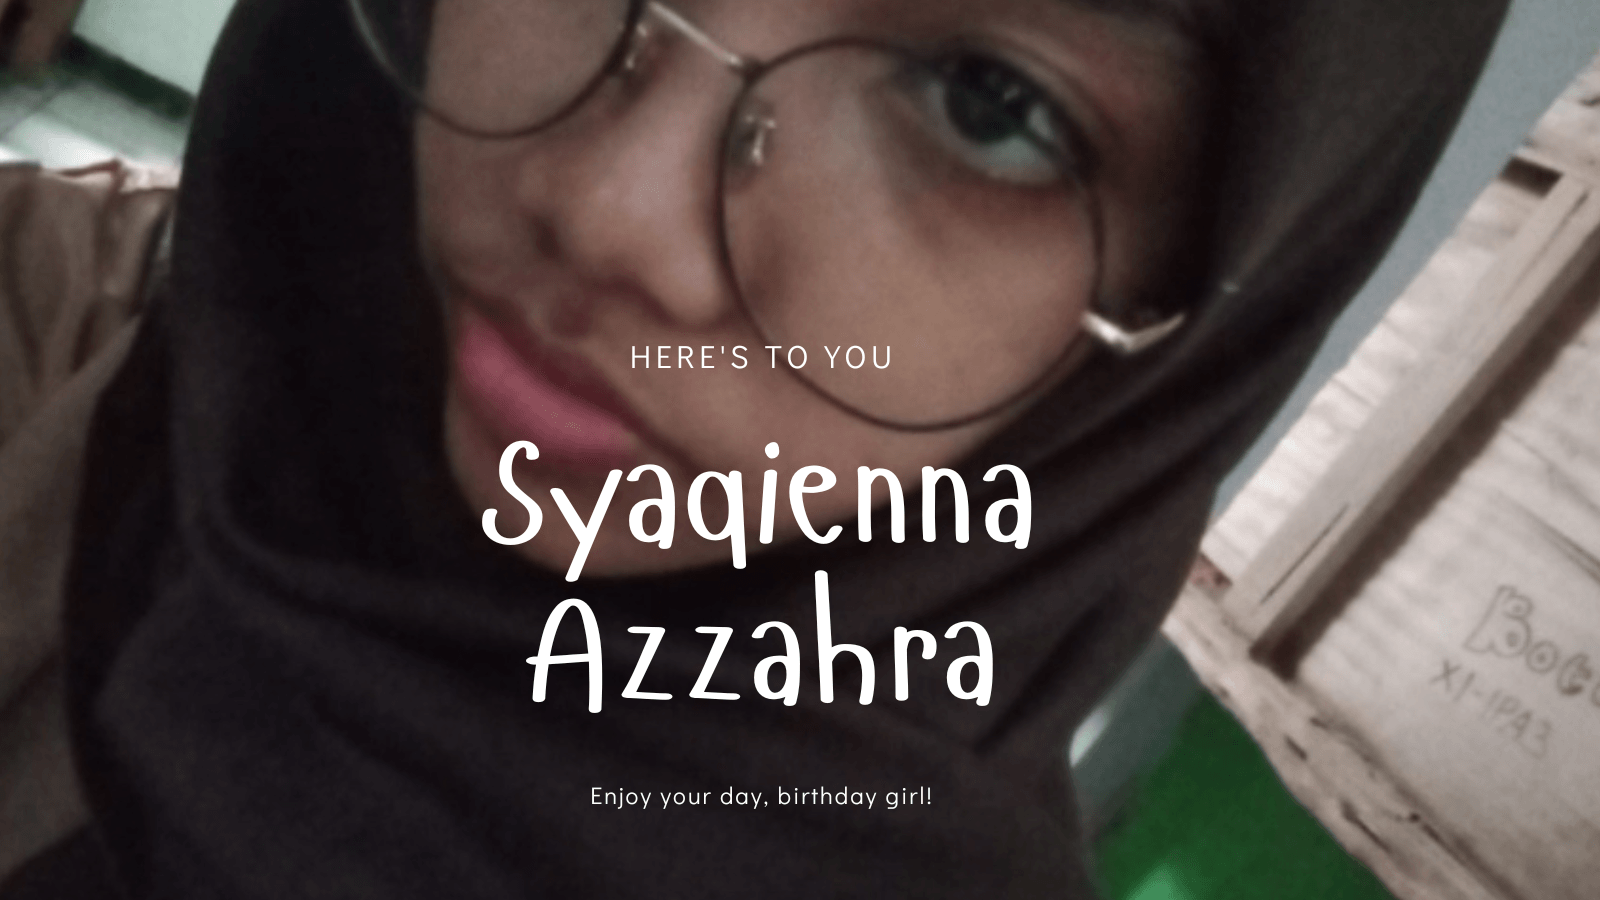 HERE'S TO YOU
Syaqienna
Azzahra
Enjoy your day, birthday girl!
XI-IPA3